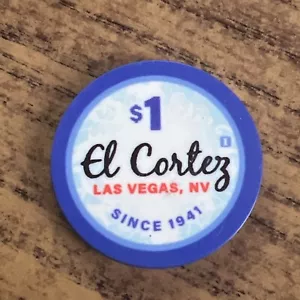 $1
El Cortez
LAS VEGAS, NV
SINCE 1941